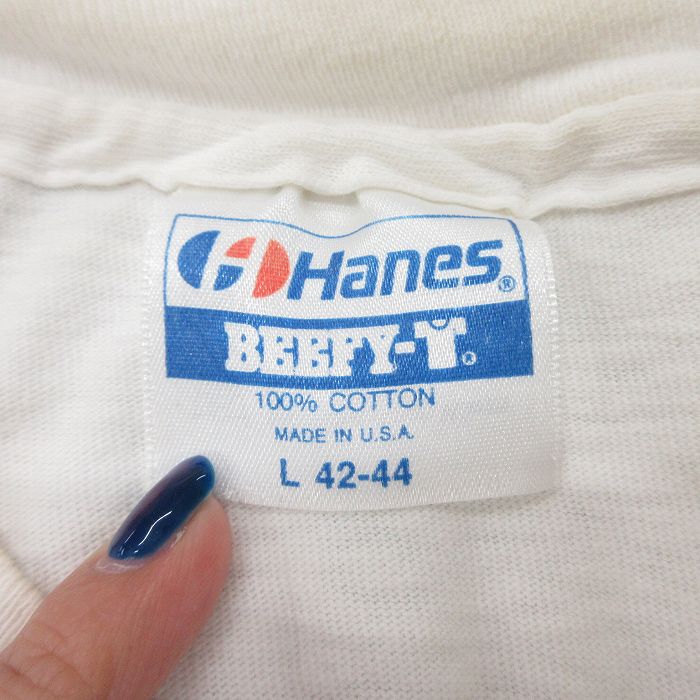 Hanes®
BEEFY-T®
100% COTTON
MADE IN U.S.A.
L 42-44